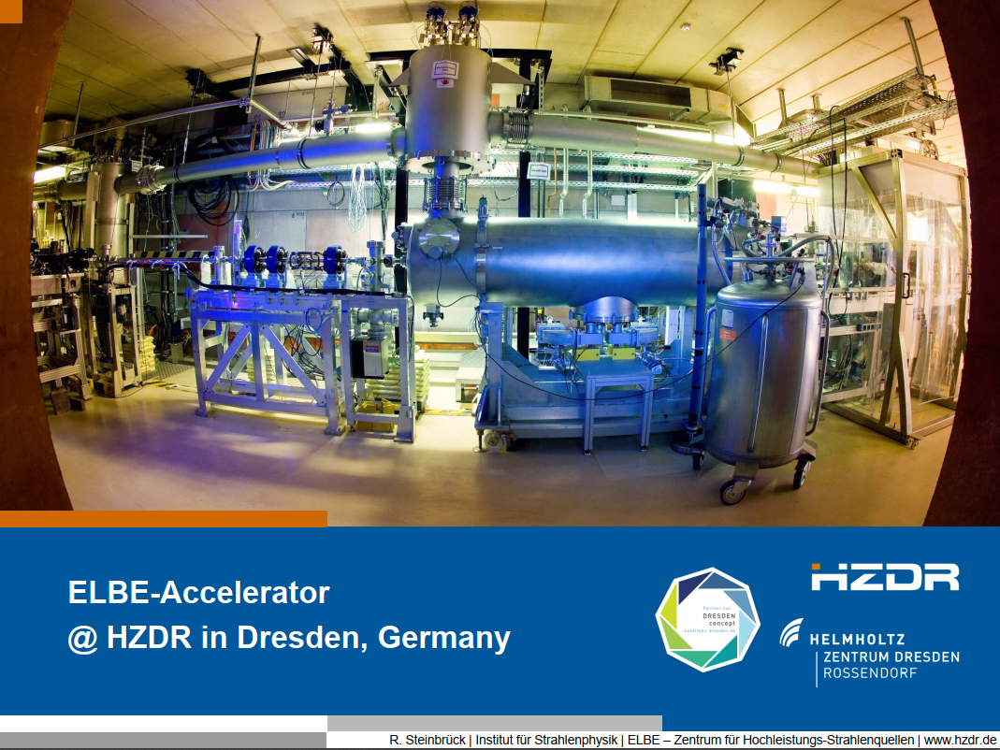 ELBE-Accelerator
@ HZDR in Dresden, Germany
Partner von
DRESDEN
concept
exzellenz-dresden.de
HZDR
HELMHOLTZ
ZENTRUM DRESDEN
ROSSENDORF
R. Steinbrück | Institut für Strahlenphysik | ELBE – Zentrum für Hochleistungs-Strahlenquellen | www.hzdr.de